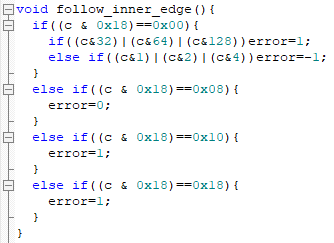 void follow_inner_edge(){
if((c & 0x18)==0x00){
if((c&32)|(c&64)|(c&128))error=1;
else if((c&1)|(c&2)|(c&4))error=-1;
}
else if((c & 0x18)==0x08){
error=0;
}
else if((c & 0x18)==0x10){
error=1;
}
else if((c & 0x18)==0x18){
error=1;
}
}